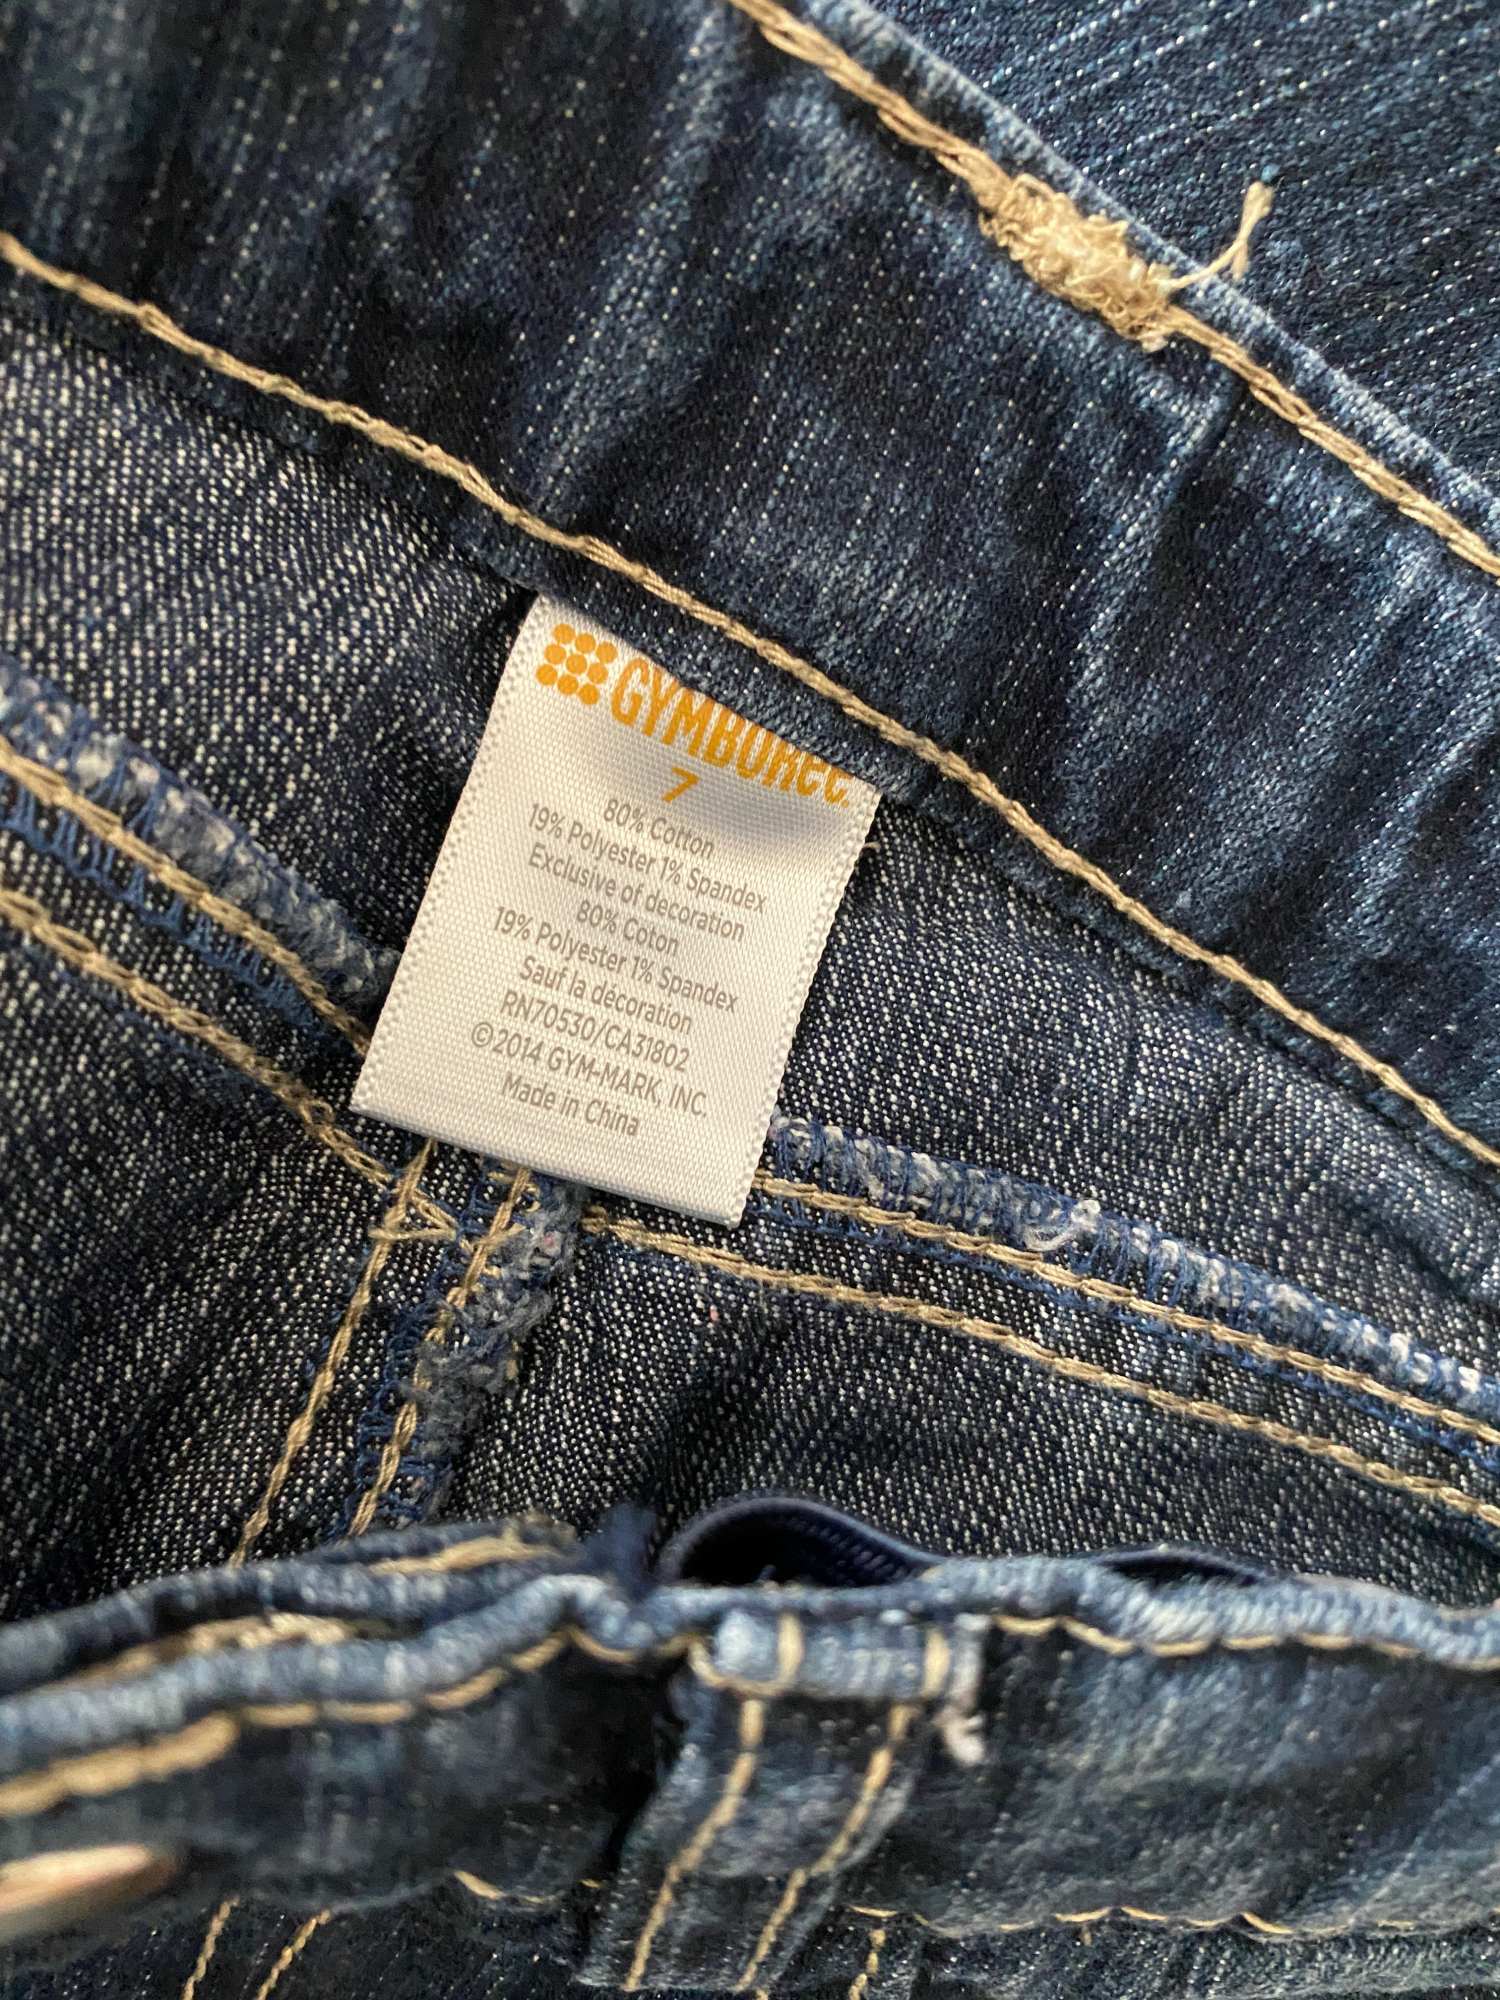 GYMBOREE
7
80% Cotton
19% Polyester 1% Spandex
Exclusive of decoration
80% Coton
19% Polyester 1% Spandex
Sauf la décoration
RN70530/CA31802
©2014 GYM-MARK, INC.
Made in China